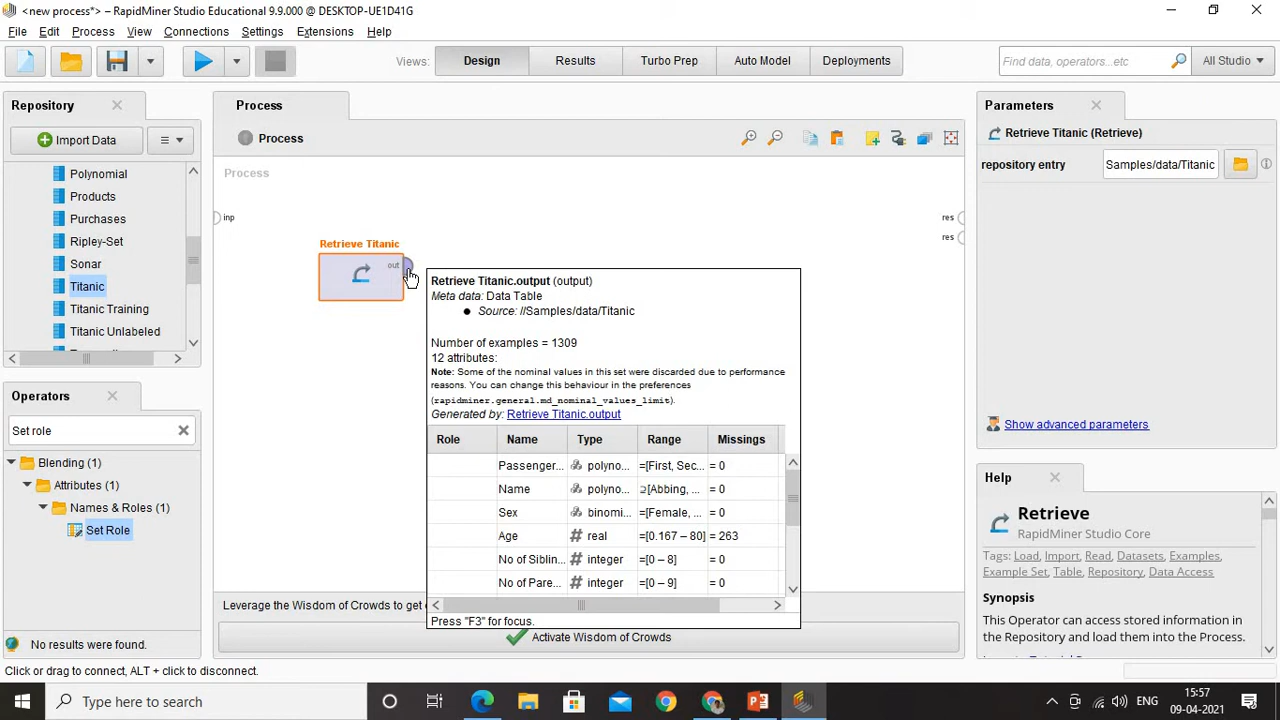 <new process*> – RapidMiner Studio Educational 9.9.000 @ DESKTOP-UE1D41G
File Edit Process View Connections Settings Extensions Help
Views: Design Results Turbo Prep Auto Model Deployments Find data, operators...etc All Studio
Repository
Import Data
Polynomial
Products
Purchases
Ripley-Set
Sonar
Titanic
Titanic Training
Titanic Unlabeled
Operators
Set role
Blending (1)
Attributes (1)
Names & Roles (1)
Set Role
No results were found.
Process
Process
Process
inp
res
res
Retrieve Titanic
out
Retrieve Titanic.output (output)
Meta data: Data Table
Source: //Samples/data/Titanic
Number of examples = 1309
12 attributes:
Note: Some of the nominal values in this set were discarded due to performance
reasons. You can change this behaviour in the preferences
(rapidminer.general.md_nominal_values_limit).
Generated by: Retrieve Titanic.output
Role Name Type Range Missings
Passenger... polyno... =[First, Sec... = 0
Name polyno... ⊇[Abbing, ... = 0
Sex binomi... =[Female, ... = 0
Age real =[0.167 – 80] = 263
No of Siblin... integer =[0 – 8] = 0
No of Pare... integer =[0 – 9] = 0
Press "F3" for focus.
Leverage the Wisdom of Crowds to get
Activate Wisdom of Crowds
Parameters
Retrieve Titanic (Retrieve)
repository entry Samples/data/Titanic
Show advanced parameters
Help
Retrieve
RapidMiner Studio Core
Tags: Load, Import, Read, Datasets, Examples,
Example Set, Table, Repository, Data Access
Synopsis
This Operator can access stored information in
the Repository and load them into the Process.
Click or drag to connect, ALT + click to disconnect.
Type here to search
ENG
15:57
09-04-2021